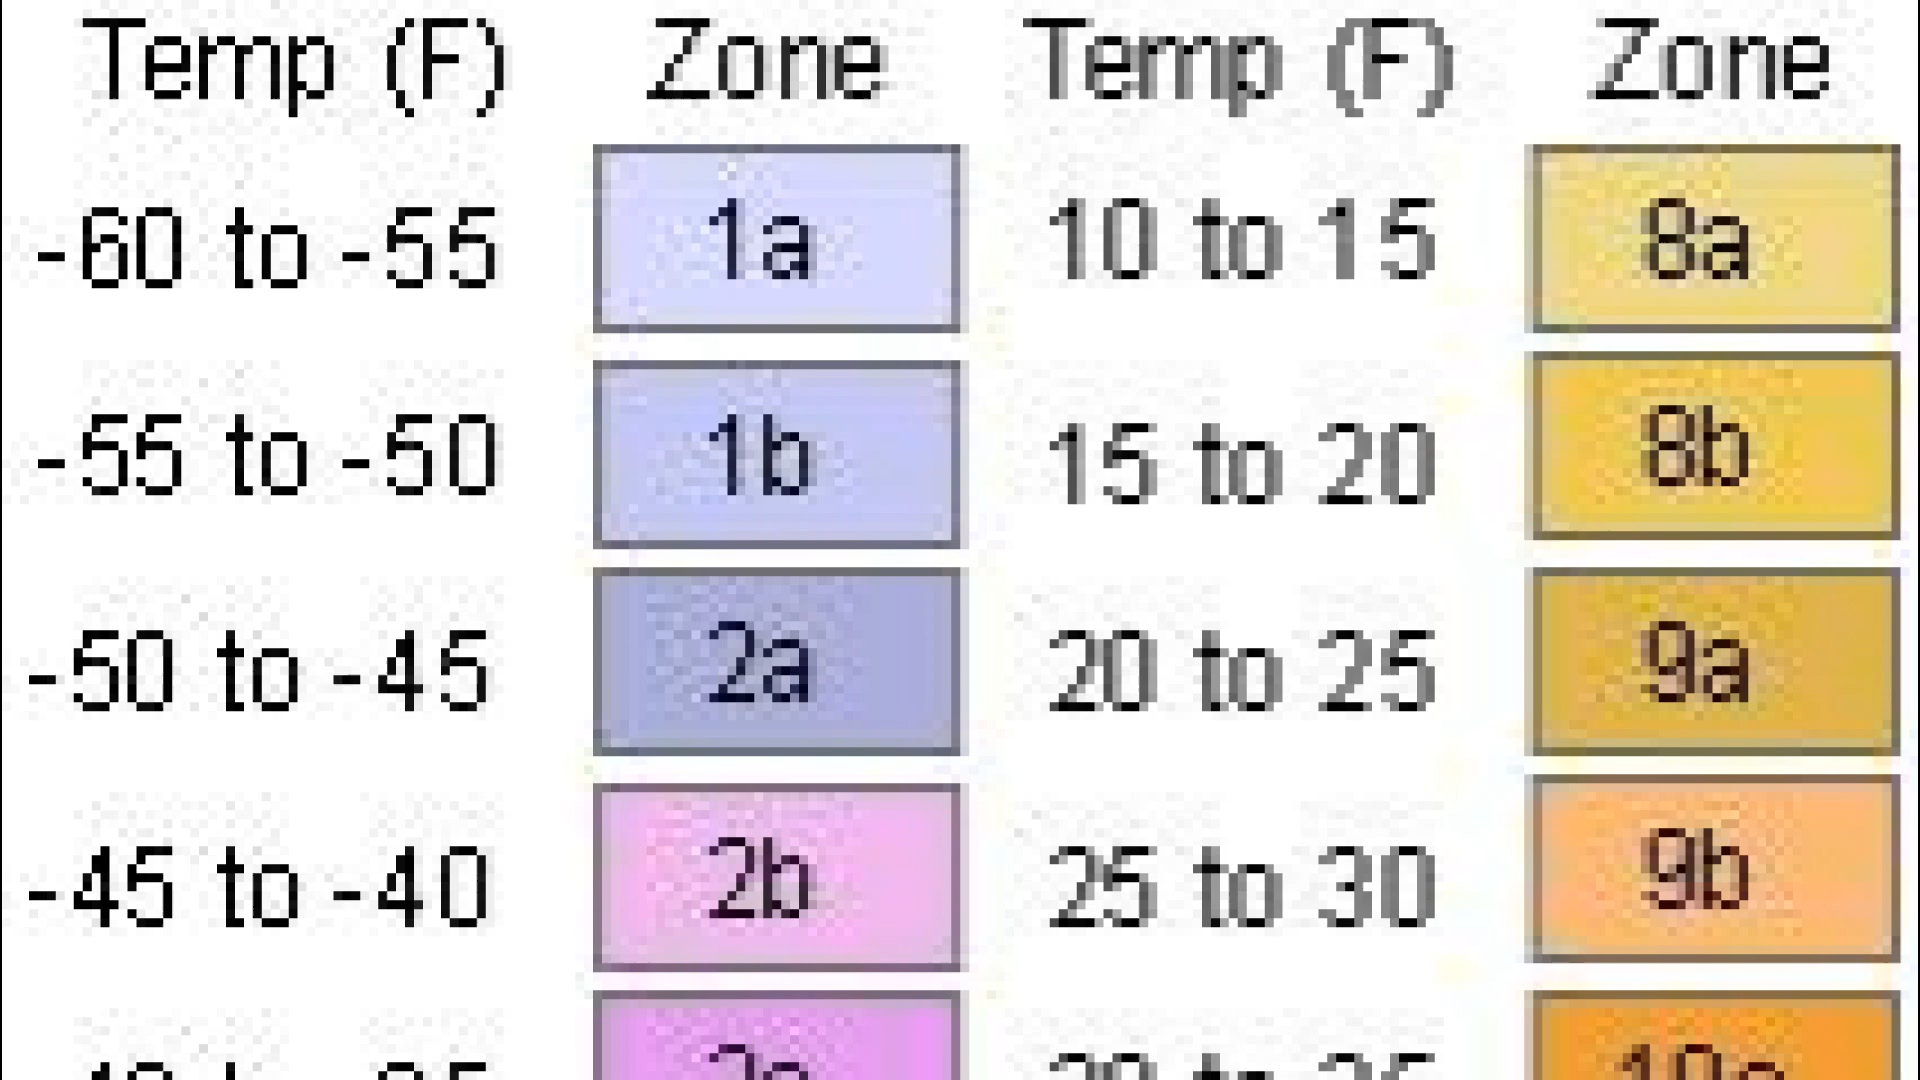 Temp (F) Zone Temp (F) Zone
-60 to -55 1a 10 to 15 8a
-55 to -50 1b 15 to 20 8b
-50 to -45 2a 20 to 25 9a
-45 to -40 2b 25 to 30 9b